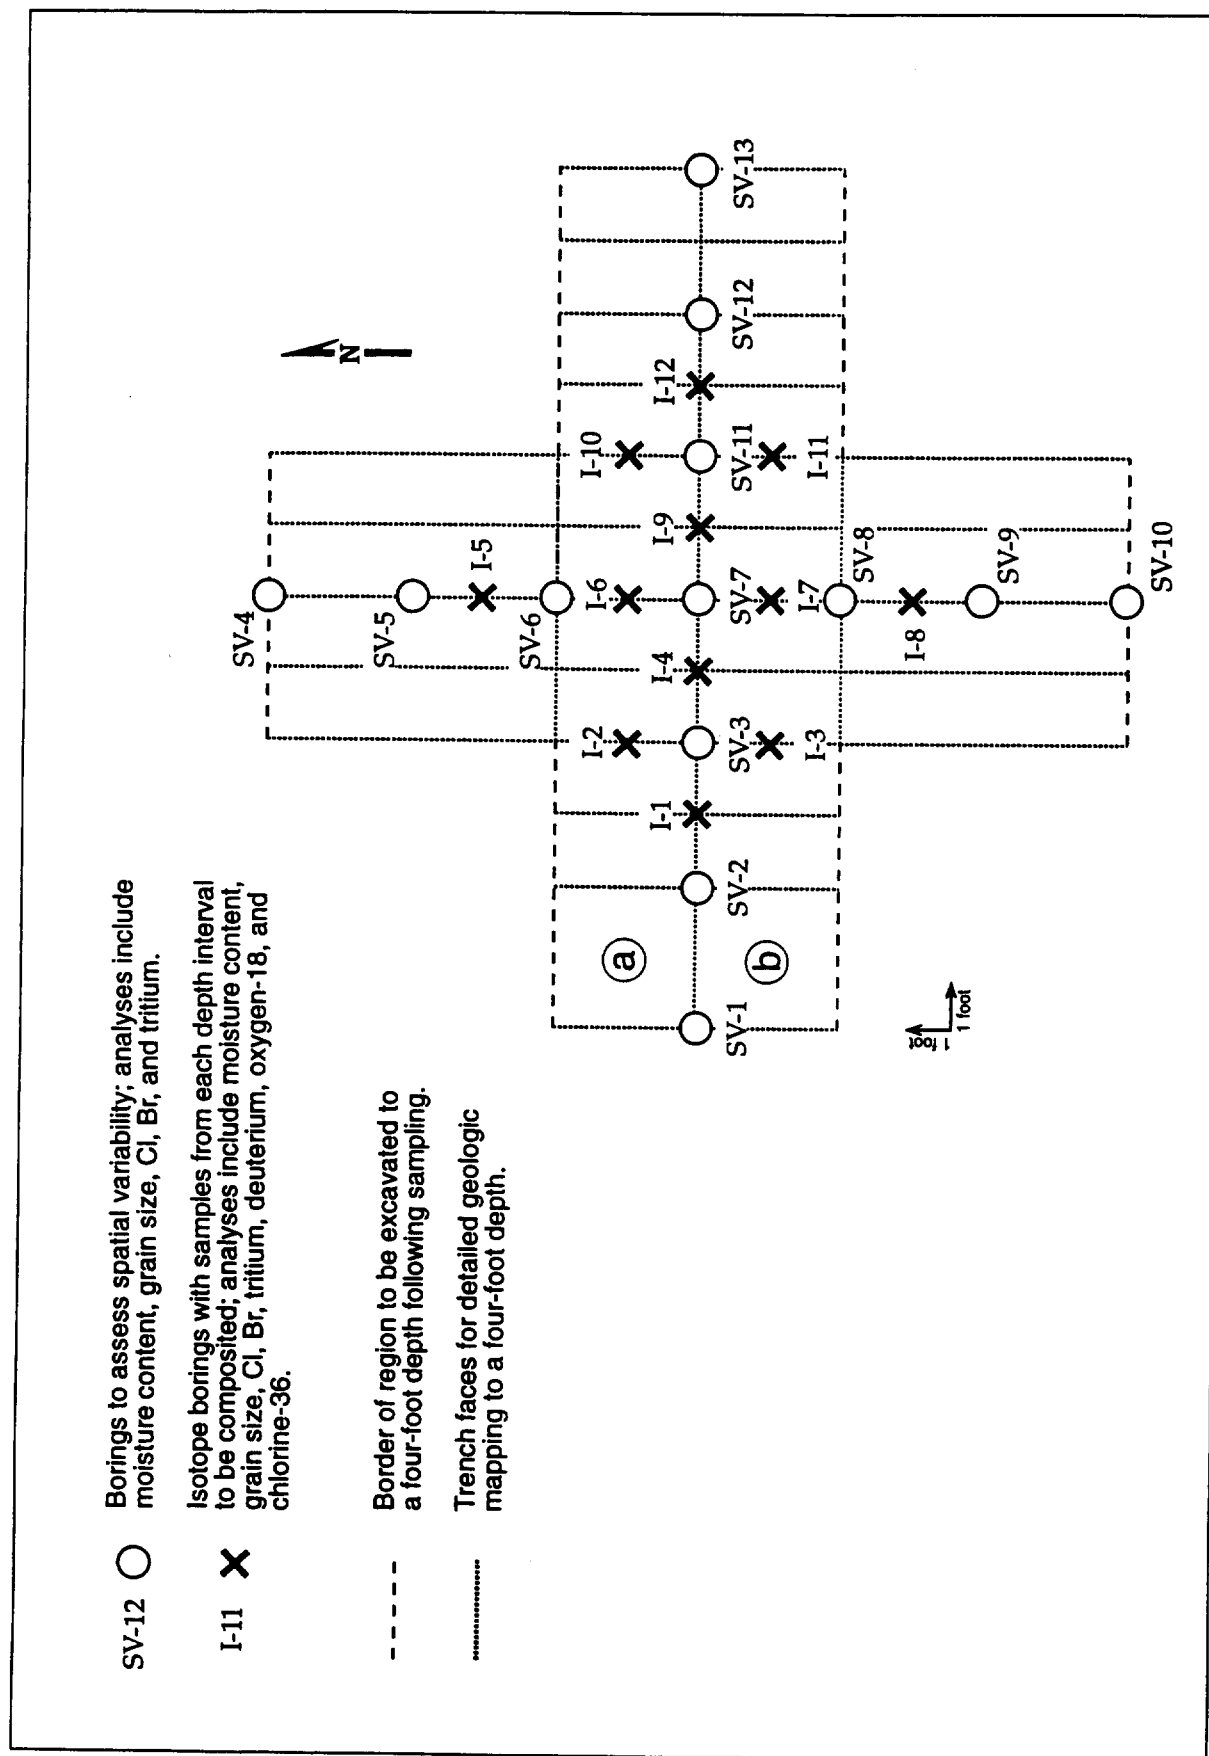 SV-12
Borings to assess spatial variability; analyses include
moisture content, grain size, Cl, Br, and tritium.
I-11
Isotope borings with samples from each depth interval
to be composited; analyses include moisture content,
grain size, Cl, Br, tritium, deuterium, oxygen-18, and
chlorine-36.
Border of region to be excavated to
a four-foot depth following sampling.
Trench faces for detailed geologic
mapping to a four-foot depth.
N
SV-4
SV-5
I-5
SV-6
I-2
I-6
I-10
a
I-1
I-4
I-9
I-12
SV-1
SV-2
SV-3
SV-7
SV-11
SV-12
SV-13
b
I-3
I-7
I-11
SV-8
I-8
SV-9
SV-10
1 foot
1 foot